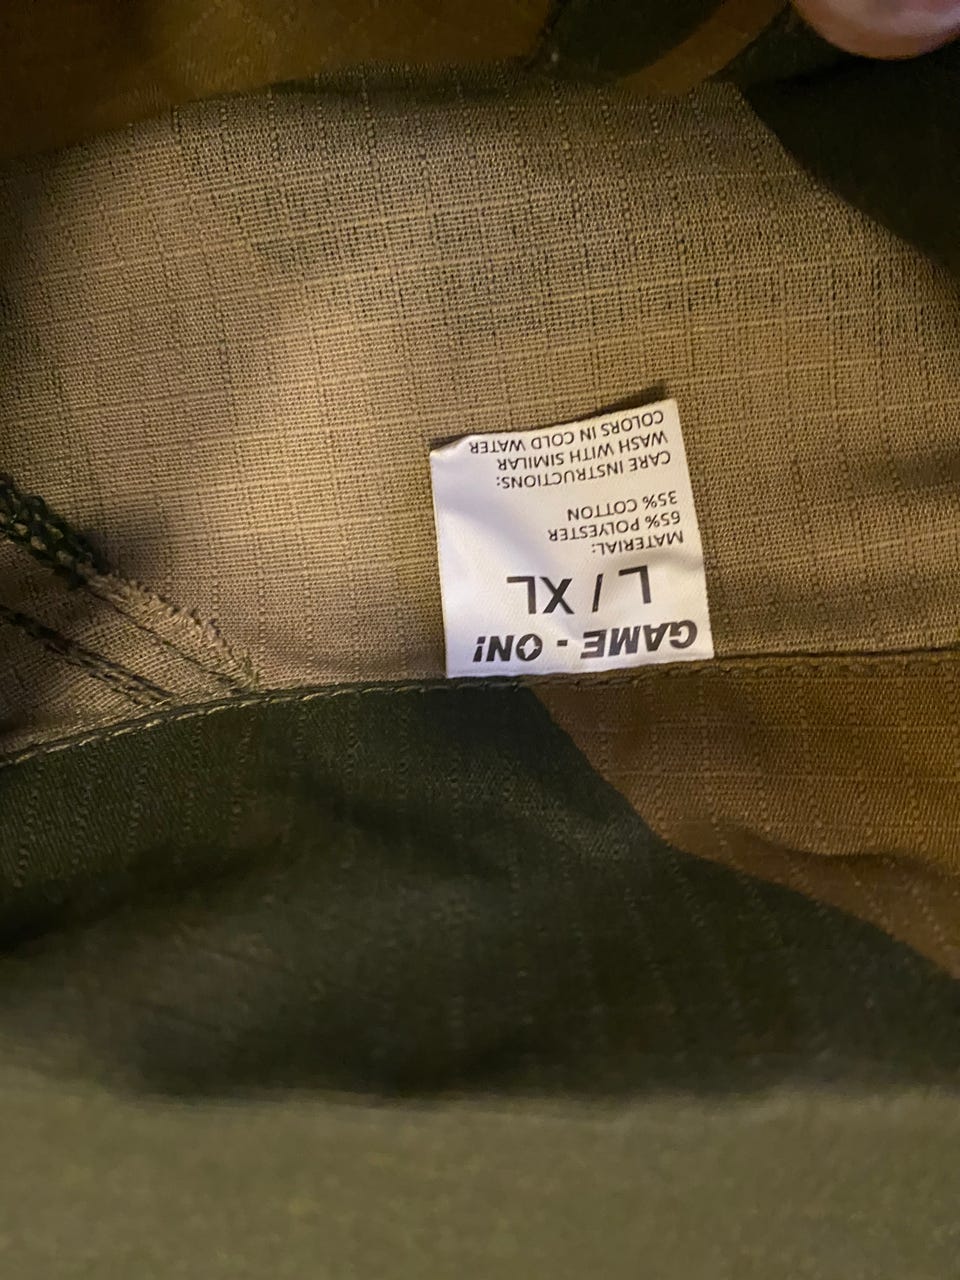 GAME - ON!
L / XL
MATERIAL:
65% POLYESTER
35% COTTON
CARE INSTRUCTIONS:
WASH WITH SIMILAR
COLORS IN COLD WATER